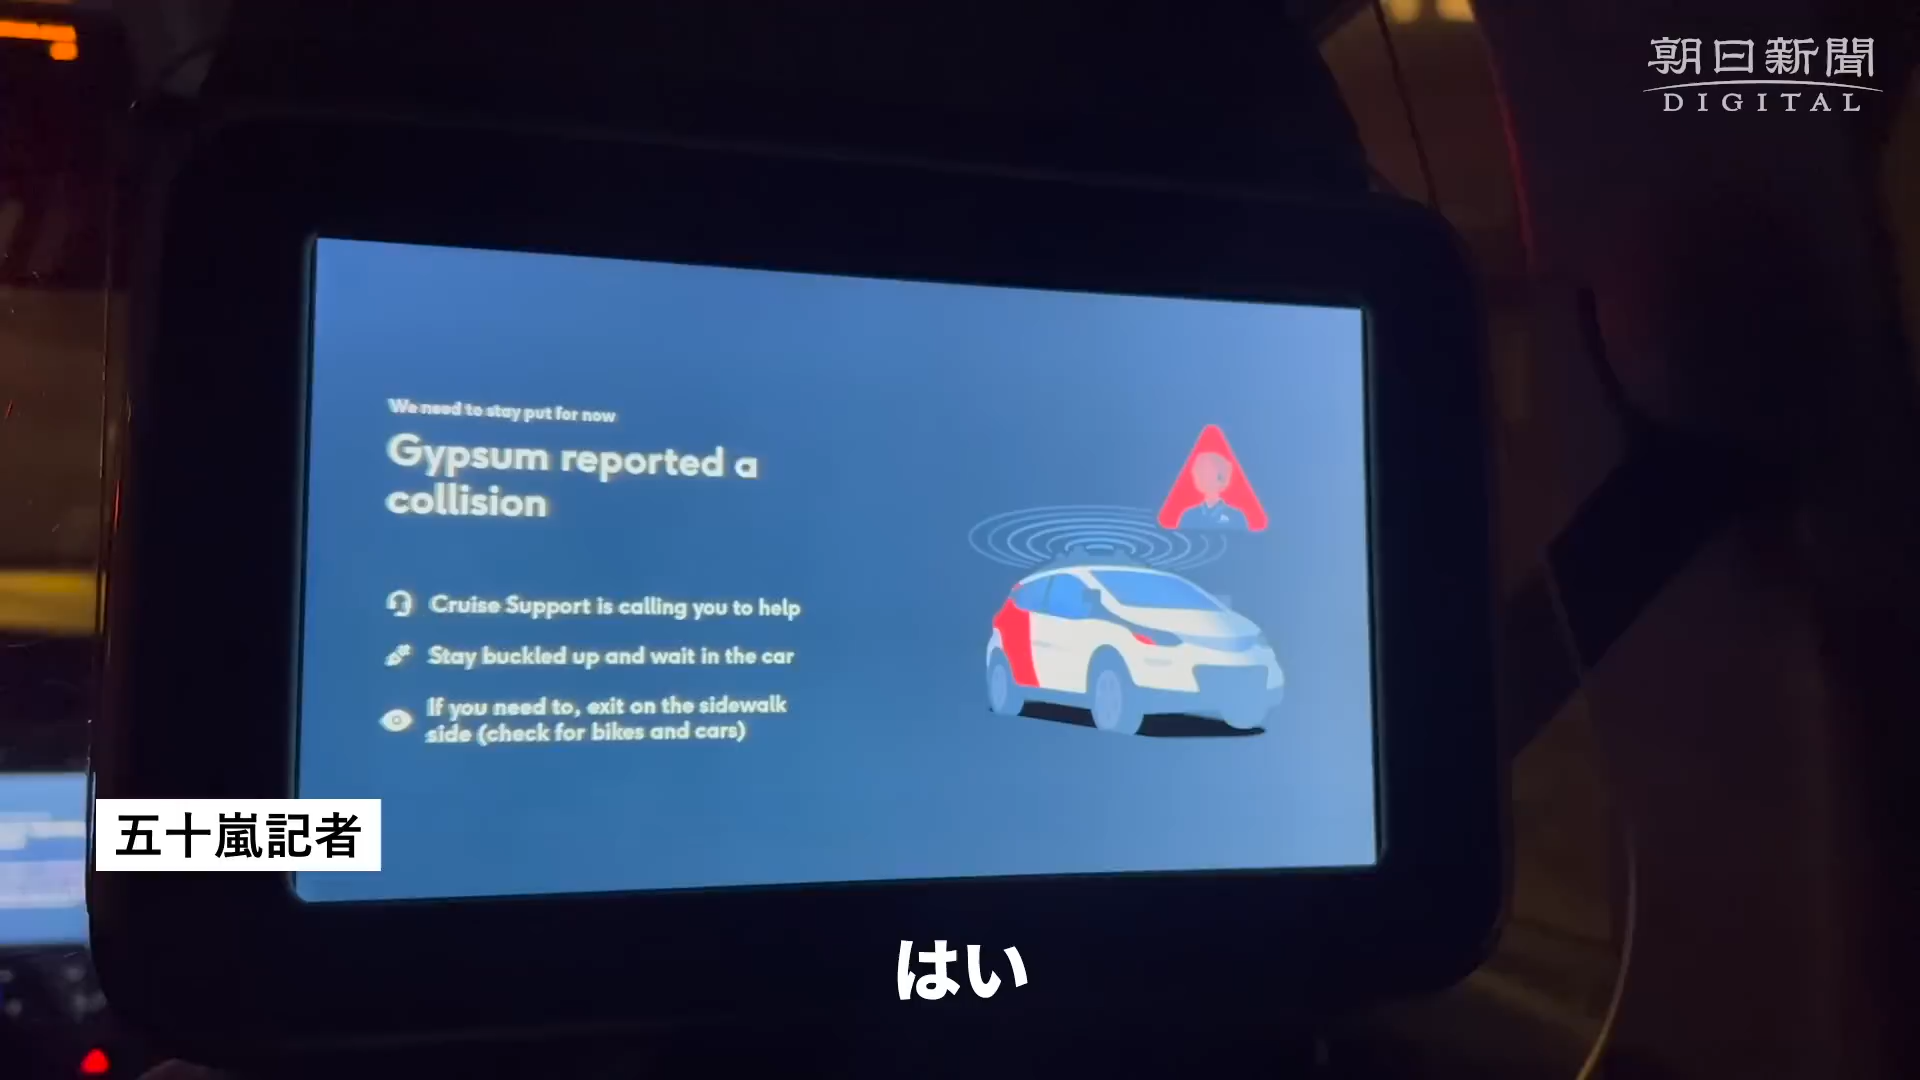 朝日新聞
DIGITAL
We need to stay put for now
Gypsum reported a
collision
Cruise Support is calling you to help
Stay buckled up and wait in the car
If you need to, exit on the sidewalk
side (check for bikes and cars)
五十嵐記者
はい